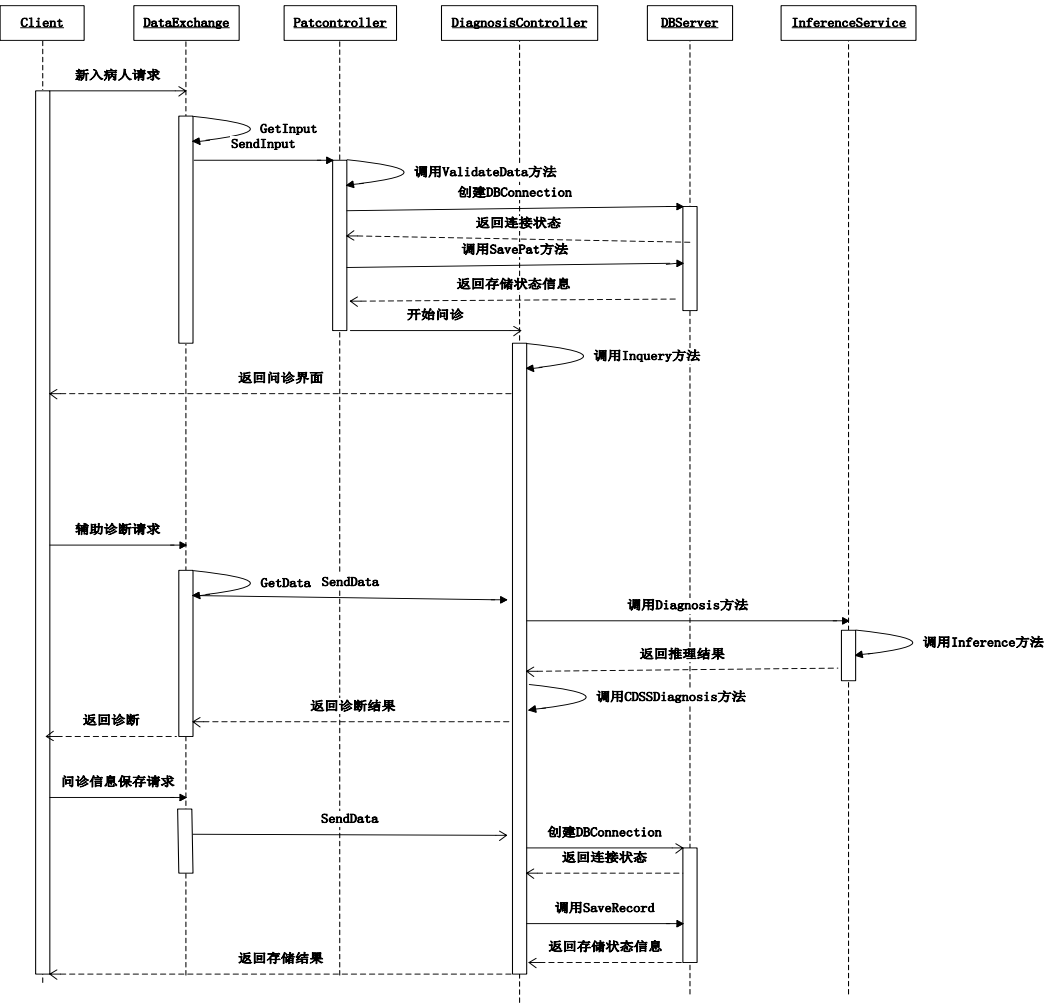 Client
DataExchange
Patcontroller
DiagnosisController
DBServer
InferenceService
新入病人请求
GetInput
SendInput
调用ValidateData方法
创建DBConnection
返回连接状态
调用SavePat方法
返回存储状态信息
开始问诊
调用Inquery方法
返回问诊界面
辅助诊断请求
GetData
SendData
调用Diagnosis方法
调用Inference方法
返回推理结果
调用CDSSDiagnosis方法
返回诊断结果
返回诊断
问诊信息保存请求
SendData
创建DBConnection
返回连接状态
调用SaveRecord
返回存储状态信息
返回存储结果